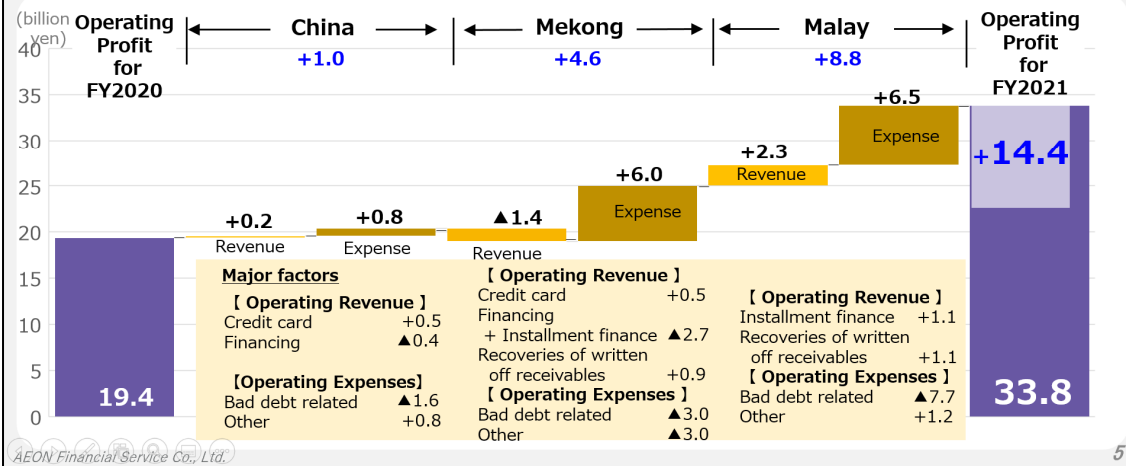 (billion yen)
Operating Profit for FY2020
China
+1.0
Mekong
+4.6
Malay
+8.8
Operating Profit for FY2021
40
35
30
25
20
15
10
5
0
19.4
+0.2
Revenue
+0.8
Expense
▲1.4
Revenue
+6.0
Expense
+2.3
Revenue
+6.5
Expense
+14.4
33.8
Major factors
【 Operating Revenue 】
Credit card +0.5
Financing ▲0.4
【Operating Expenses】
Bad debt related ▲1.6
Other +0.8
【 Operating Revenue 】
Credit card +0.5
Financing
+ Installment finance ▲2.7
Recoveries of written
off receivables +0.9
【 Operating Expenses 】
Bad debt related ▲3.0
Other ▲3.0
【 Operating Revenue 】
Installment finance +1.1
Recoveries of written
off receivables +1.1
【 Operating Expenses 】
Bad debt related ▲7.7
Other +1.2
AEON Financial Service Co., Ltd.
5